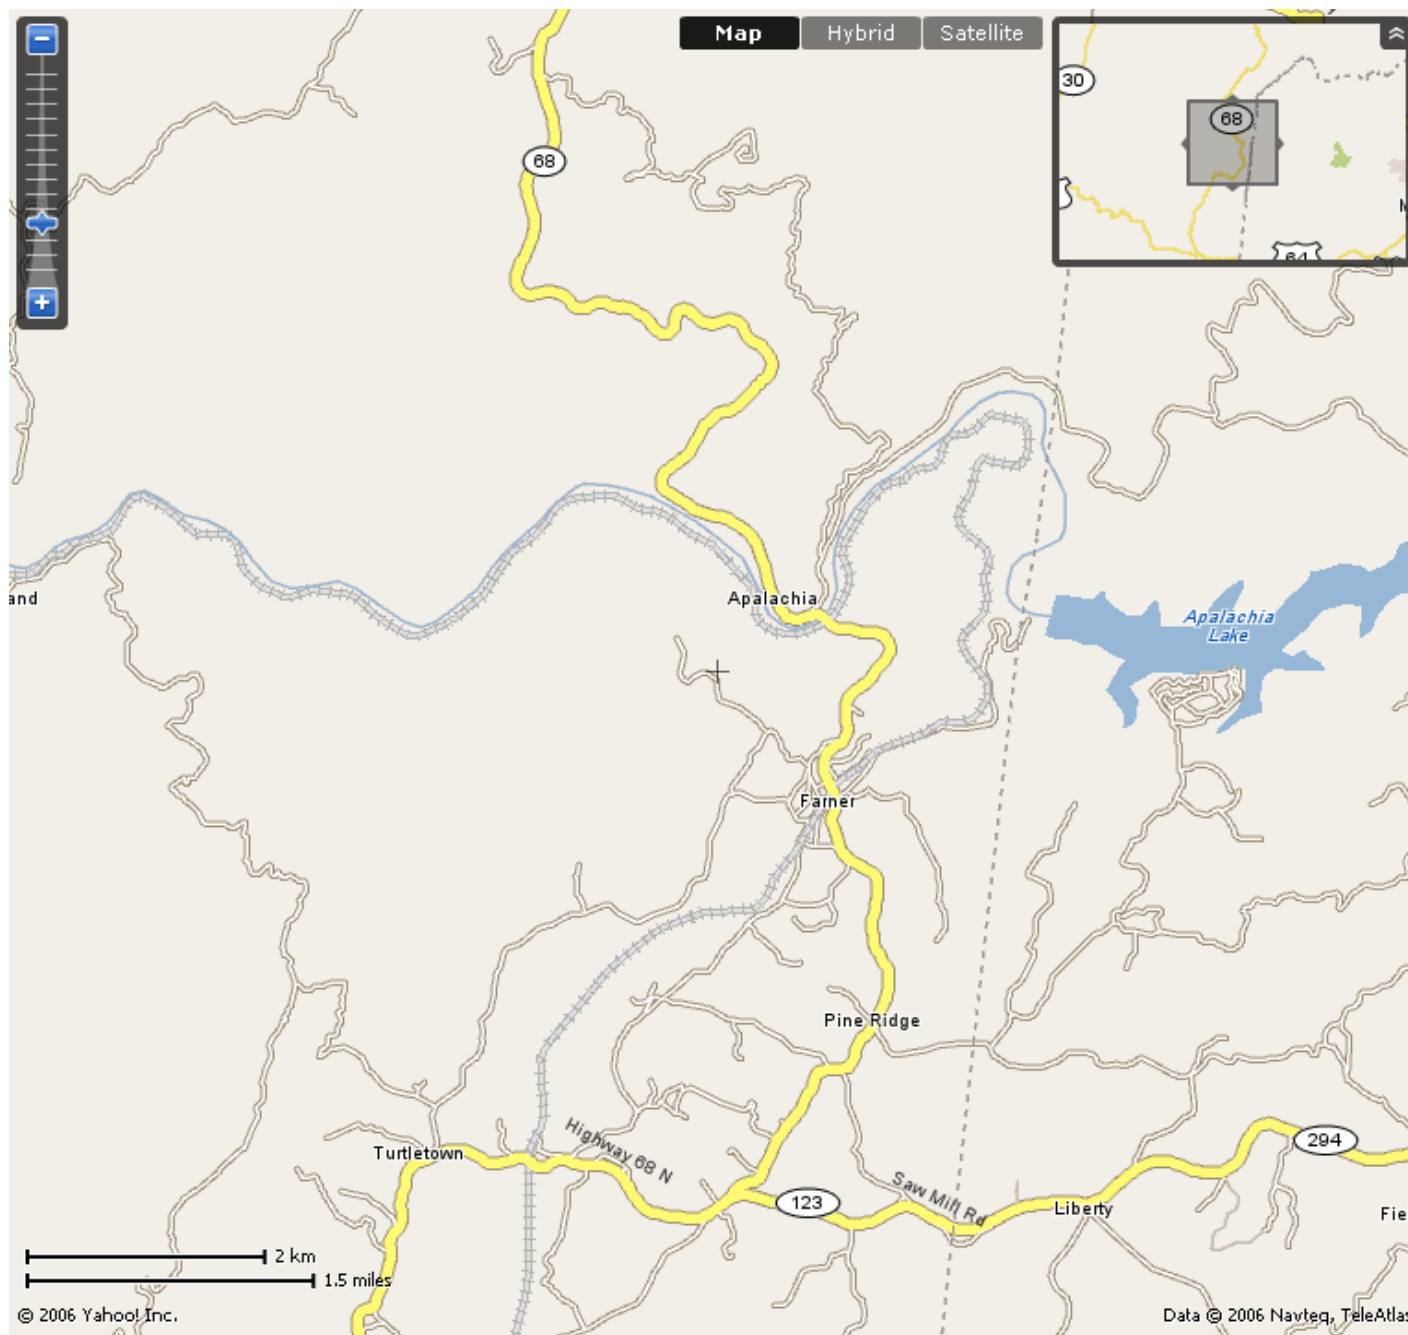 Map
Hybrid
Satellite
30
68
64
68
Apalachia
and
Apalachia
Lake
Farner
Pine Ridge
Turtletown
Highway 68 N
123
Saw Mill Rd
Liberty
294
Fie
2 km
1.5 miles
© 2006 Yahoo! Inc.
Data © 2006 Navteq, TeleAtlas